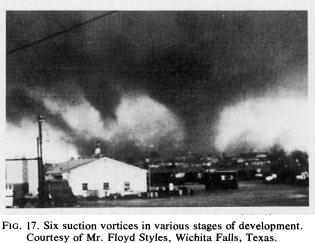 FIG. 17. Six suction vortices in various stages of development.
Courtesy of Mr. Floyd Styles, Wichita Falls, Texas.